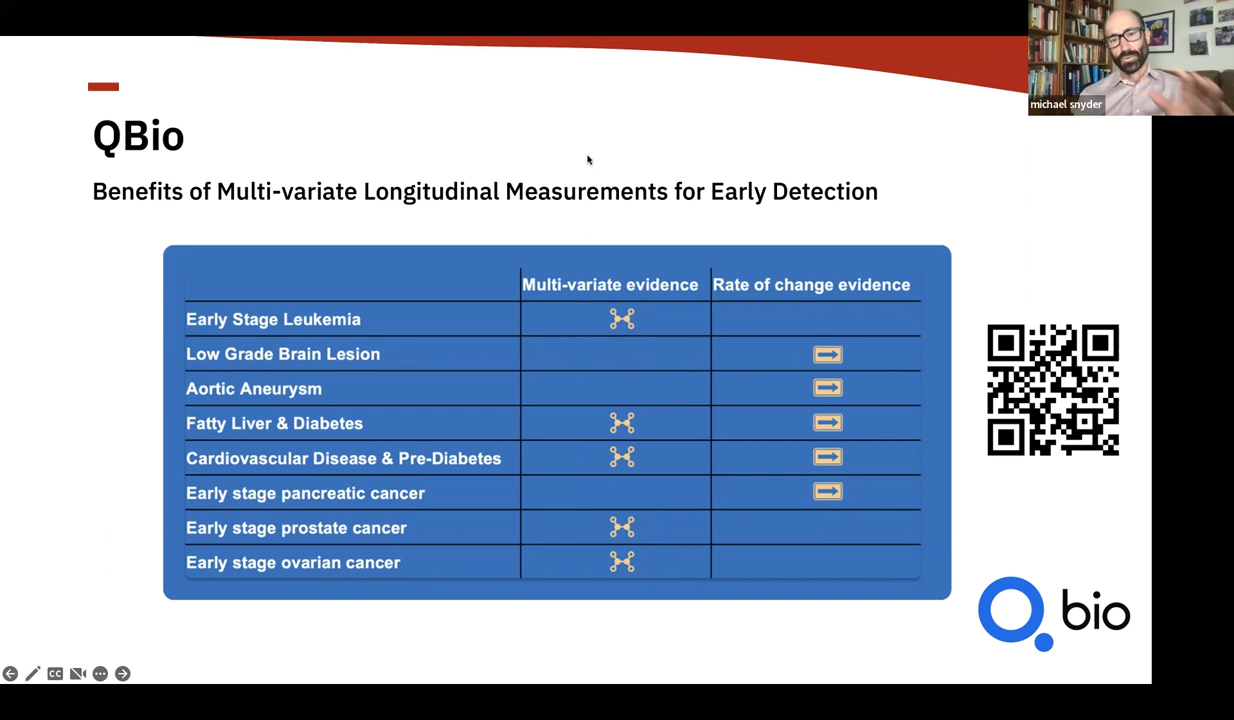 michael snyder
QBio
Benefits of Multi-variate Longitudinal Measurements for Early Detection
Multi-variate evidence Rate of change evidence
Early Stage Leukemia
Low Grade Brain Lesion
Aortic Aneurysm
Fatty Liver & Diabetes
Cardiovascular Disease & Pre-Diabetes
Early stage pancreatic cancer
Early stage prostate cancer
Early stage ovarian cancer
Q bio
CC